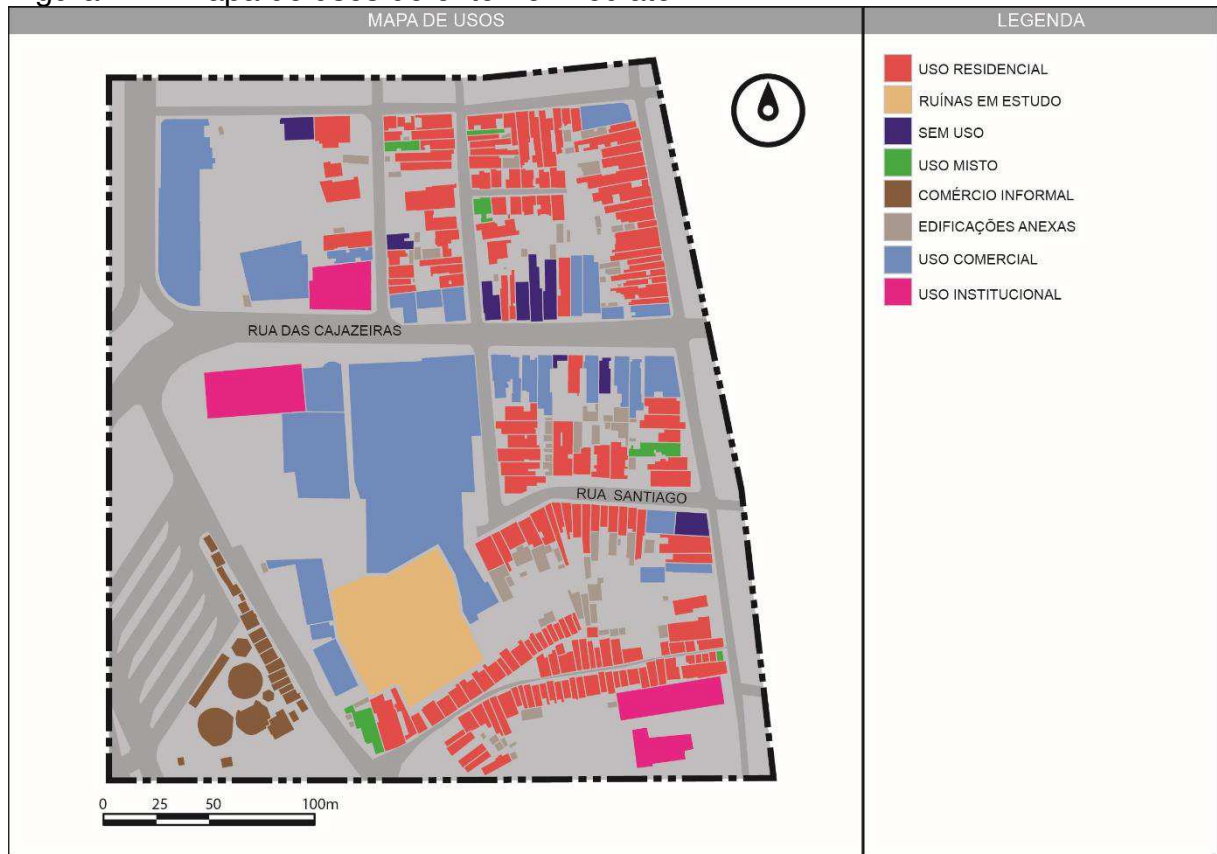 MAPA DE USOS
LEGENDA
USO RESIDENCIAL
RUÍNAS EM ESTUDO
SEM USO
USO MISTO
COMÉRCIO INFORMAL
EDIFICAÇÕES ANEXAS
USO COMERCIAL
USO INSTITUCIONAL
RUA DAS CAJAZEIRAS
RUA SANTIAGO
0 25 50 100m